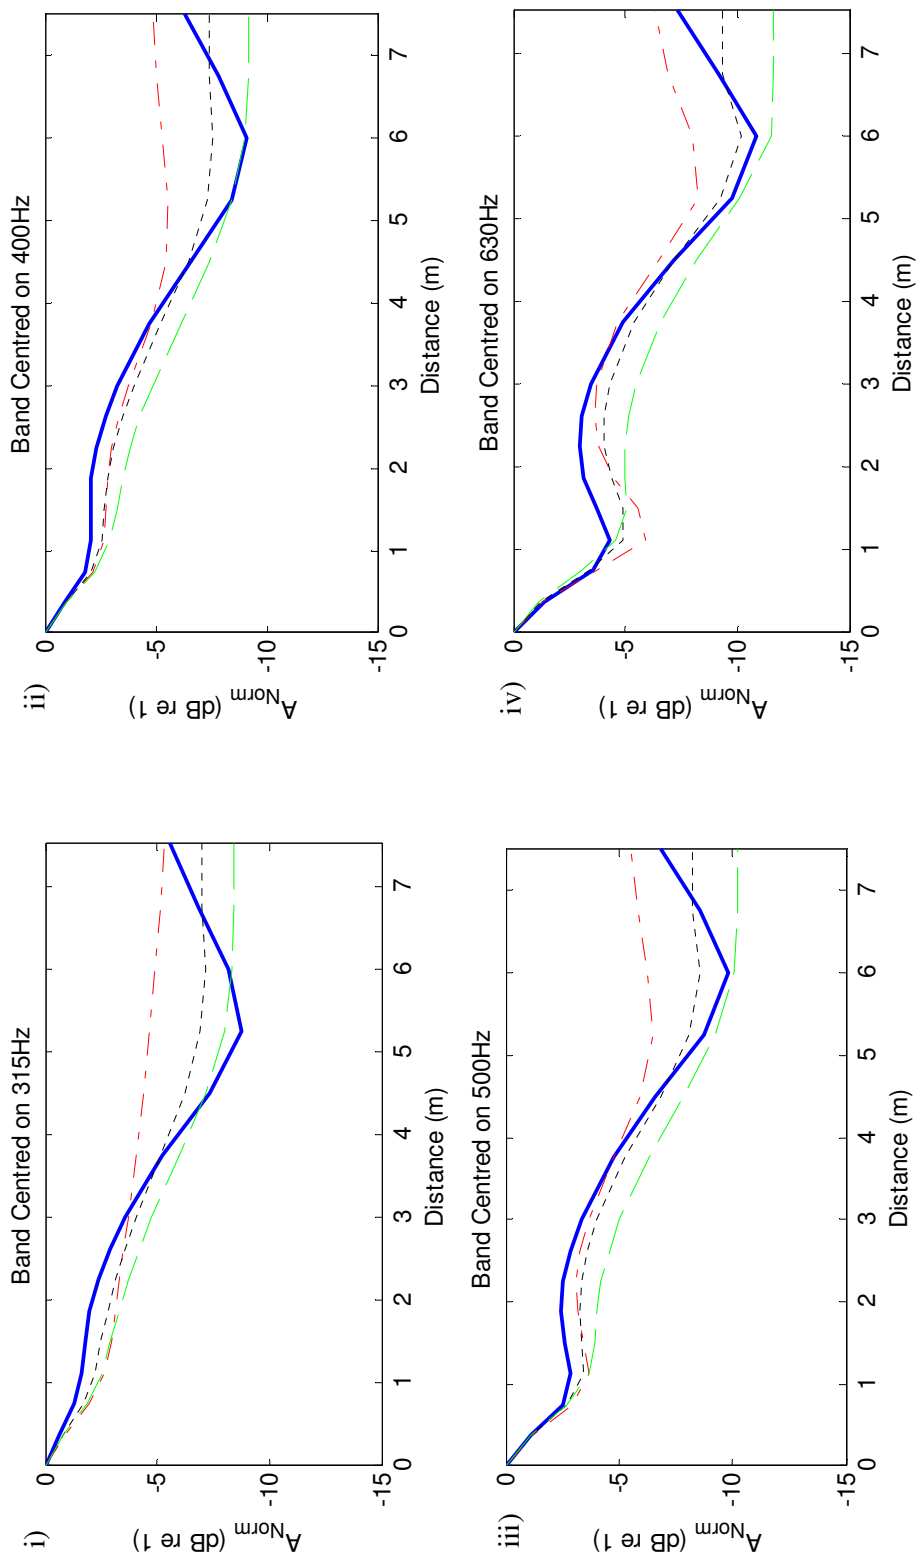 i)
Band Centred on 315Hz
0
-5
-10
-15
A_Norm
(dB re 1)
0 1 2 3 4 5 6 7
Distance (m)
ii)
Band Centred on 400Hz
0
-5
-10
-15
A_Norm
(dB re 1)
0 1 2 3 4 5 6 7
Distance (m)
iii)
Band Centred on 500Hz
0
-5
-10
-15
A_Norm
(dB re 1)
0 1 2 3 4 5 6 7
Distance (m)
iv)
Band Centred on 630Hz
0
-5
-10
-15
A_Norm
(dB re 1)
0 1 2 3 4 5 6 7
Distance (m)